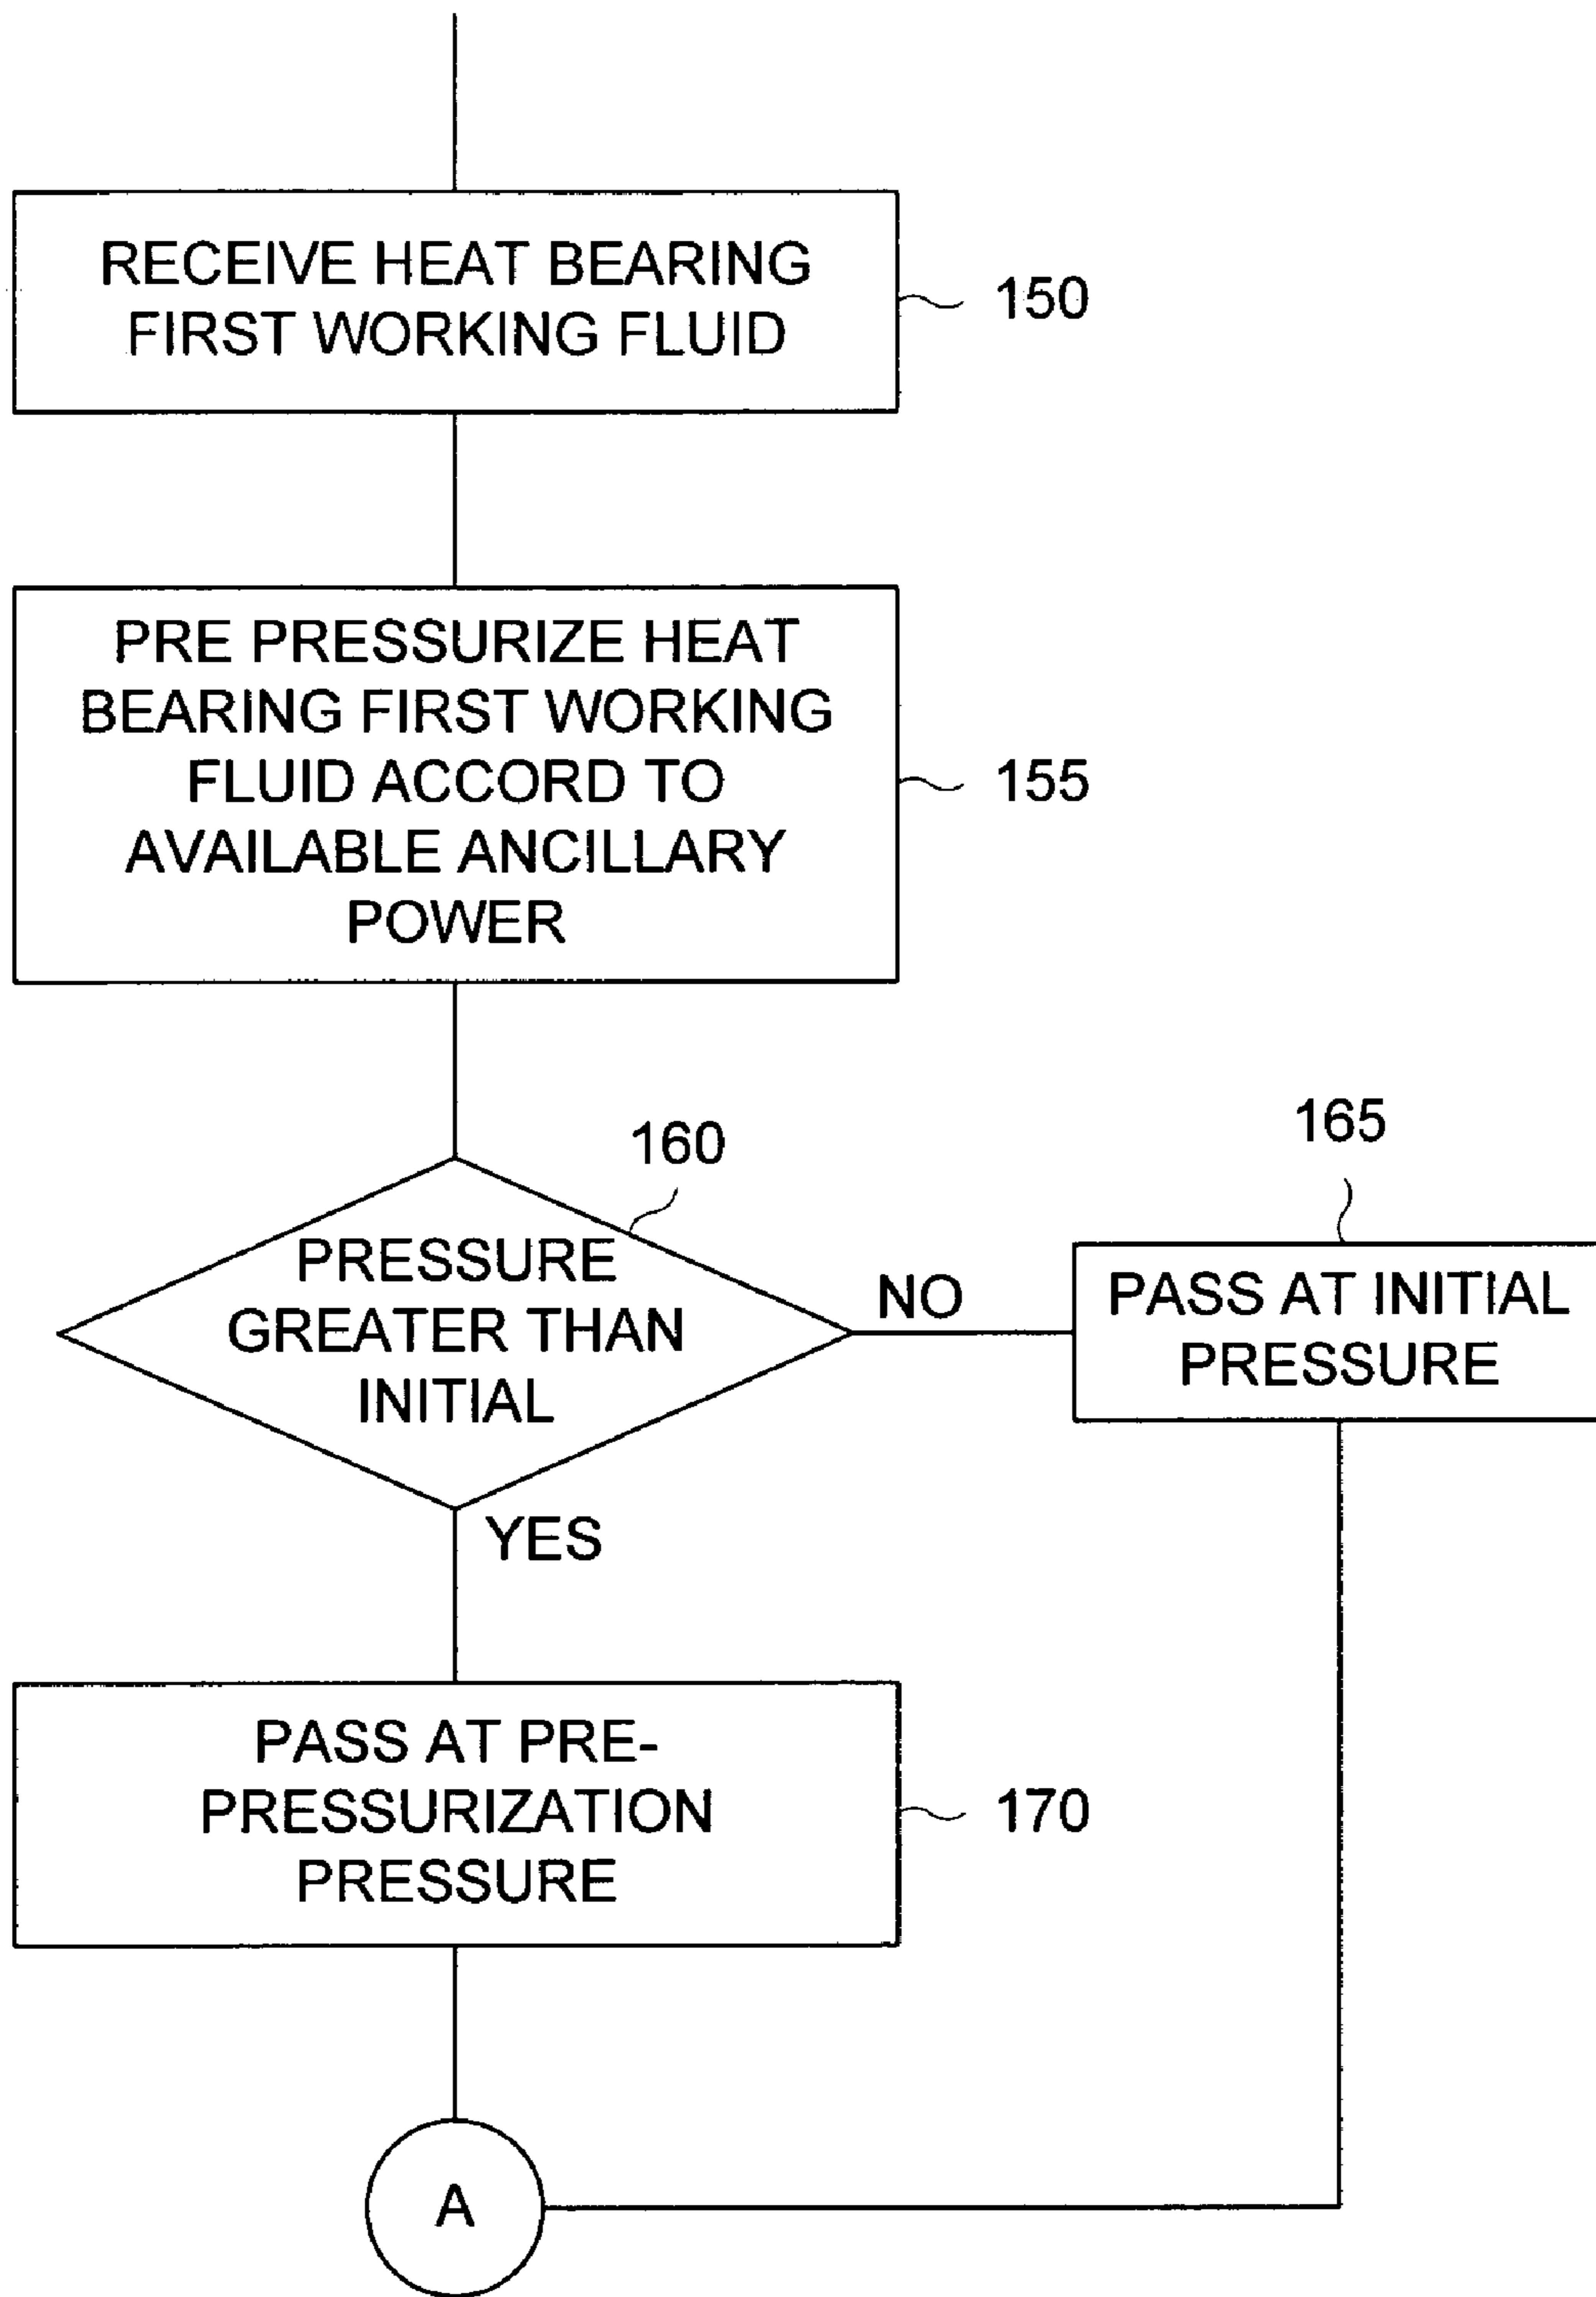 RECEIVE HEAT BEARING
FIRST WORKING FLUID
150
PRE PRESSURIZE HEAT
BEARING FIRST WORKING
FLUID ACCORD TO
AVAILABLE ANCILLARY
POWER
155
160
PRESSURE
GREATER THAN
INITIAL
NO
165
PASS AT INITIAL
PRESSURE
YES
PASS AT PRE-
PRESSURIZATION
PRESSURE
170
A